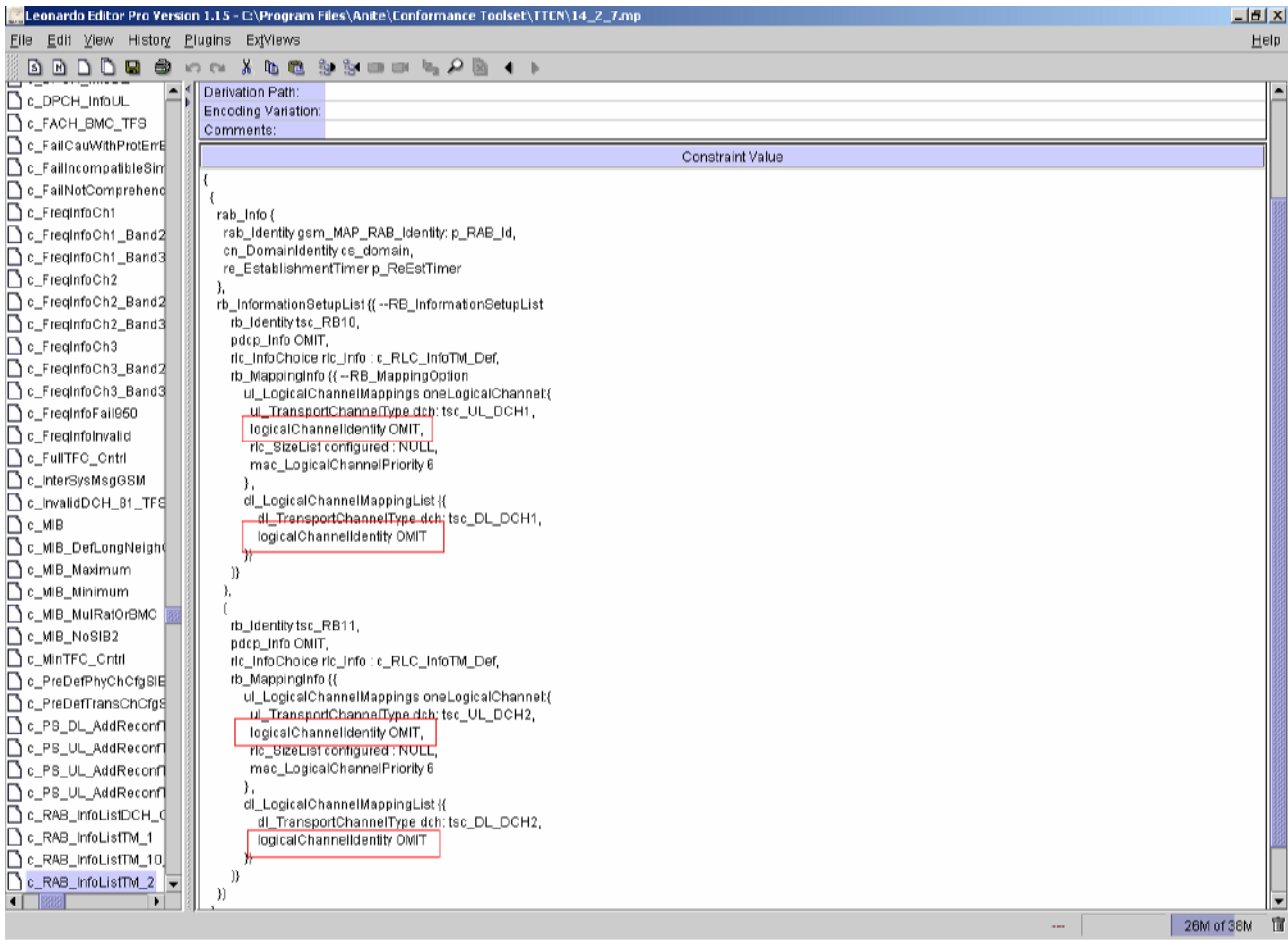 Leonardo Editor Pro Version 1.15 - C:\Program Files\Anite\Conformance Toolset\TTCN\14_2_7.mp
File Edit View History Plugins ExtViews Help
c_DPCH_InfoUL
c_FACH_BMC_TFS
c_FailCauWithProtErrE
c_FailIncompatibleSim
c_FailNotComprehend
c_FreqInfoCh1
c_FreqInfoCh1_Band2
c_FreqInfoCh1_Band3
c_FreqInfoCh2
c_FreqInfoCh2_Band2
c_FreqInfoCh2_Band3
c_FreqInfoCh3
c_FreqInfoCh3_Band2
c_FreqInfoCh3_Band3
c_FreqInfoFail960
c_FreqInfoInvalid
c_FullTFC_Cntrl
c_InterSysMsgGSM
c_InvalidDCH_81_TFS
c_MIB
c_MIB_DefLongNeigh
c_MIB_Maximum
c_MIB_Minimum
c_MIB_MulRatOrBMC
c_MIB_NoSIB2
c_MinTFC_Cntrl
c_PreDefPhyChCfgSIB
c_PreDefTransChCfgS
c_PS_DL_AddReconf
c_PS_UL_AddReconf
c_PS_UL_AddReconf
c_PS_UL_AddReconf
c_RAB_InfoListDCH_
c_RAB_InfoListTM_1
c_RAB_InfoListTM_10_
c_RAB_InfoListTM_2
Derivation Path:
Encoding Variation:
Comments:
Constraint Value
{
{
rab_Info {
rab_Identity gsm_MAP_RAB_Identity: p_RAB_Id,
cn_DomainIdentity cs_domain,
re_EstablishmentTimer p_ReEstTimer
},
rb_InformationSetupList {{ --RB_InformationSetupList
rb_Identity tsc_RB10,
pdcp_Info OMIT,
rlc_InfoChoice rlc_Info : c_RLC_InfoTM_Def,
rb_MappingInfo {{ --RB_MappingOption
ul_LogicalChannelMappings oneLogicalChannel:{
ul_TransportChannelType dch: tsc_UL_DCH1,
logicalChannelIdentity OMIT,
rlc_SizeList configured : NULL,
mac_LogicalChannelPriority 6
},
dl_LogicalChannelMappingList {{
dl_TransportChannelType dch: tsc_DL_DCH1,
logicalChannelIdentity OMIT
}}
}}
},
{
rb_Identity tsc_RB11,
pdcp_Info OMIT,
rlc_InfoChoice rlc_Info : c_RLC_InfoTM_Def,
rb_MappingInfo {{
ul_LogicalChannelMappings oneLogicalChannel:{
ul_TransportChannelType dch: tsc_UL_DCH2,
logicalChannelIdentity OMIT,
rlc_SizeList configured : NULL,
mac_LogicalChannelPriority 6
},
dl_LogicalChannelMappingList {{
dl_TransportChannelType dch: tsc_DL_DCH2,
logicalChannelIdentity OMIT
}}
}}
}}
---
26M of 38M